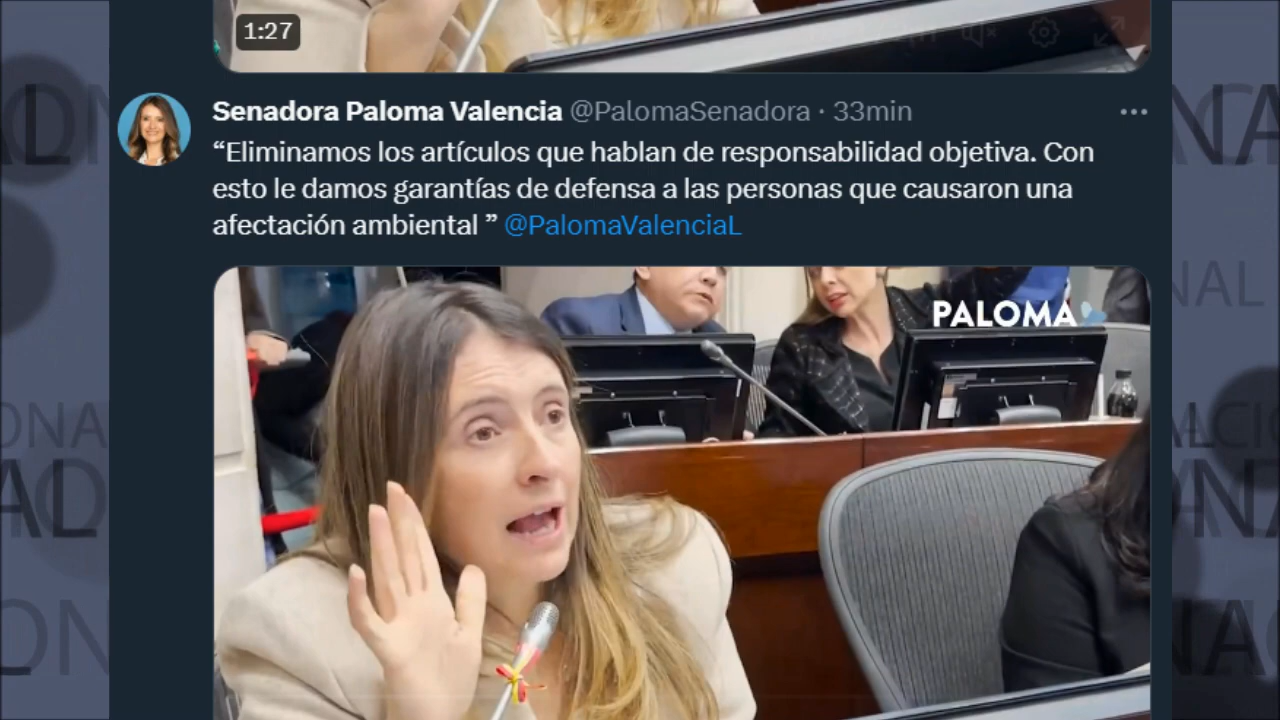 1:27
Senadora Paloma Valencia @PalomaSenadora · 33min
“Eliminamos los artículos que hablan de responsabilidad objetiva. Con
esto le damos garantías de defensa a las personas que causaron una
afectación ambiental ” @PalomaValenciaL
PALOMA